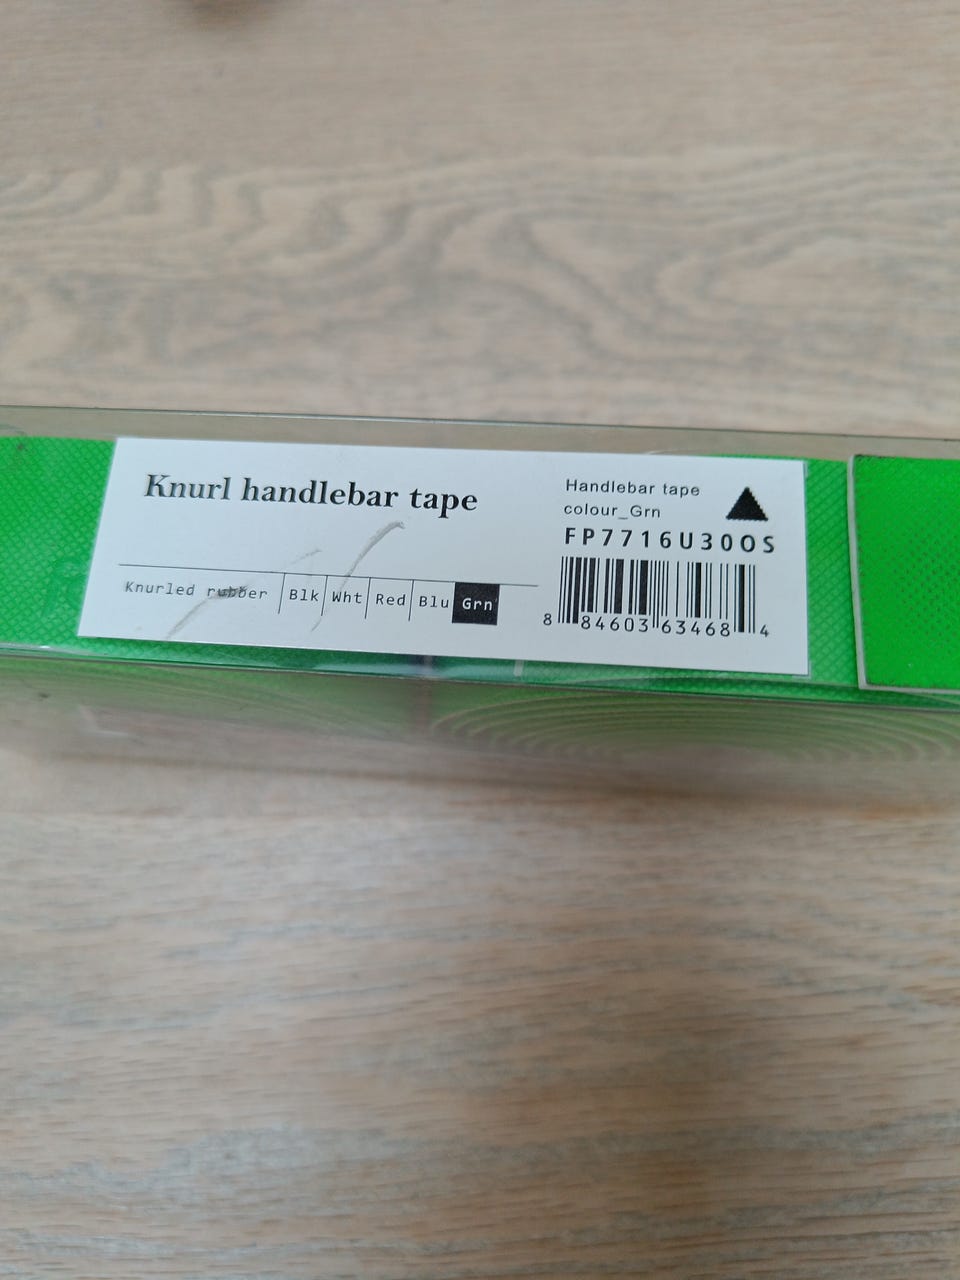 Knurl handlebar tape
Knurled rubber Blk Wht Red Blu Grn
Handlebar tape
colour_Grn
FP7716U30OS
8 84603 63468 4